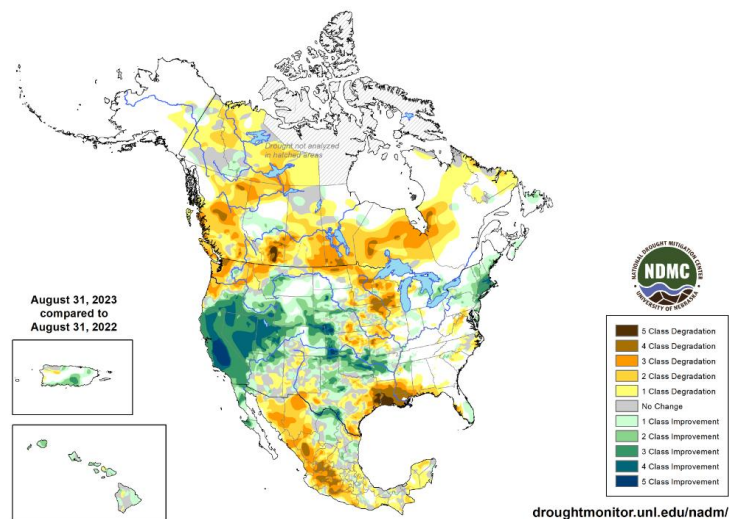 Drought not analyzed
in hatched areas
August 31, 2023
compared to
August 31, 2022
NATIONAL DROUGHT MITIGATION CENTER
NDMC
UNIVERSITY OF NEBRASKA
5 Class Degradation
4 Class Degradation
3 Class Degradation
2 Class Degradation
1 Class Degradation
No Change
1 Class Improvement
2 Class Improvement
3 Class Improvement
4 Class Improvement
5 Class Improvement
droughtmonitor.unl.edu/nadm/